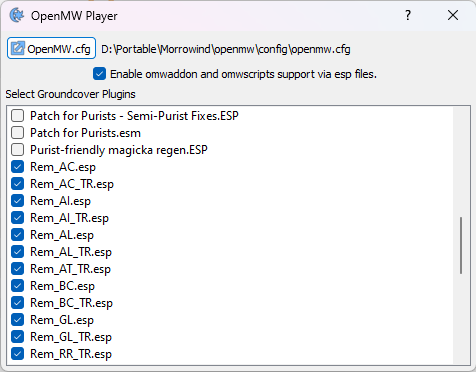 OpenMW Player
OpenMW.cfg D:\Portable\Morrowind\openmw\config\openmw.cfg
Enable omwaddon and omwscripts support via esp files.
Select Groundcover Plugins
Patch for Purists - Semi-Purist Fixes.ESP
Patch for Purists.esm
Purist-friendly magicka regen.ESP
Rem_AC.esp
Rem_AC_TR.esp
Rem_AI.esp
Rem_AI_TR.esp
Rem_AL.esp
Rem_AL_TR.esp
Rem_AT_TR.esp
Rem_BC.esp
Rem_BC_TR.esp
Rem_GL.esp
Rem_GL_TR.esp
Rem_RR_TR.esp